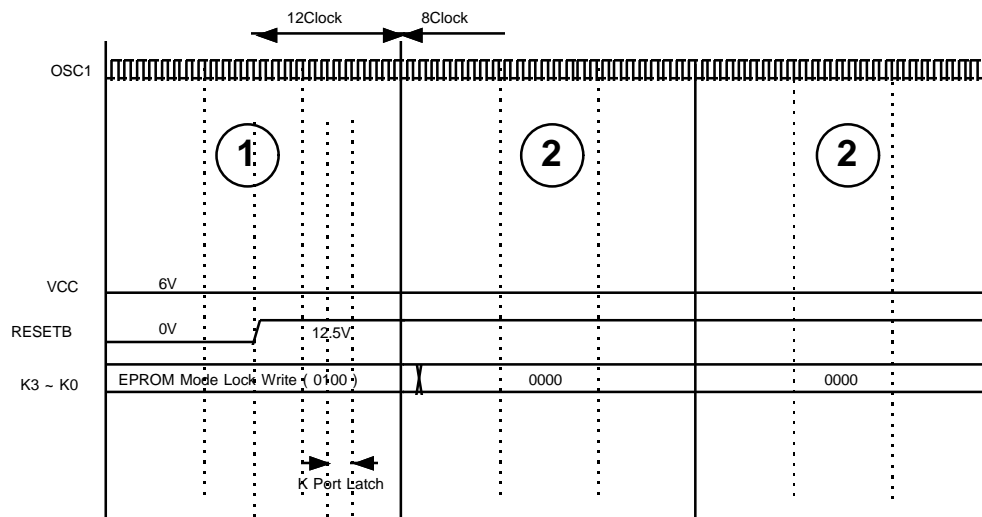 12Clock 8Clock
OSC1
1 2 2
VCC 6V
RESETB 0V 12.5V
K3 ~ K0 EPROM Mode Lock Write ( 0100 ) 0000 0000
K Port Latch